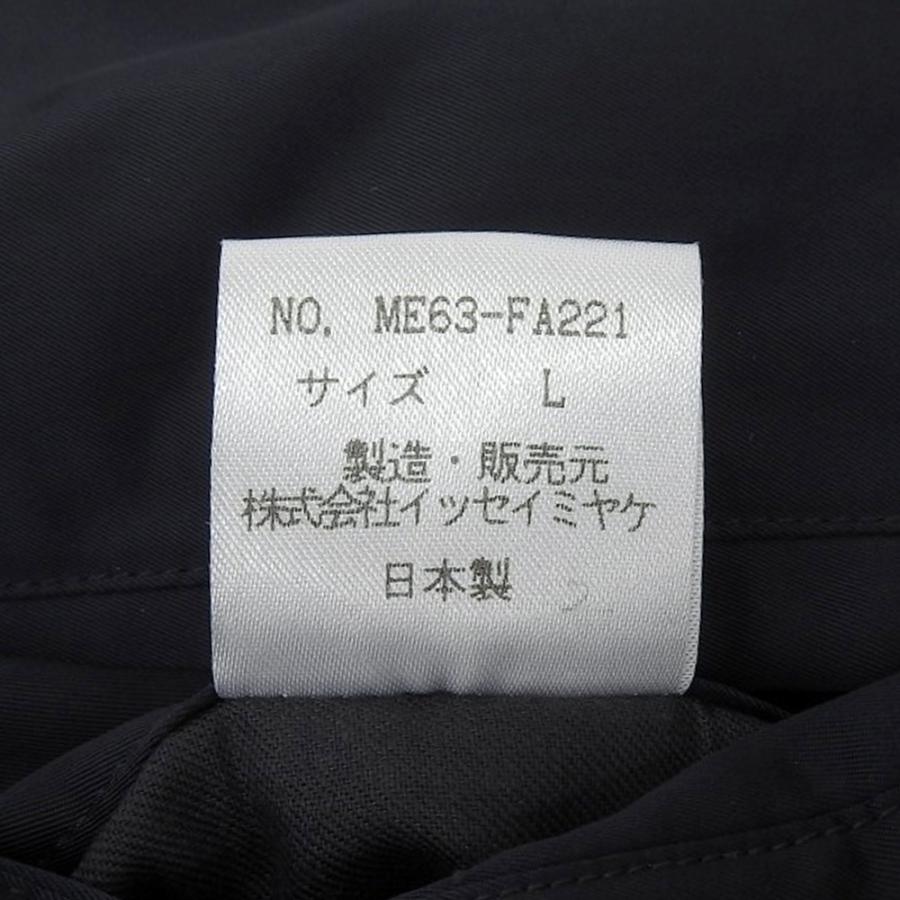 NO. ME63-FA221
サイズ L
製造・販売元
株式会社イッセイミヤケ
日本製